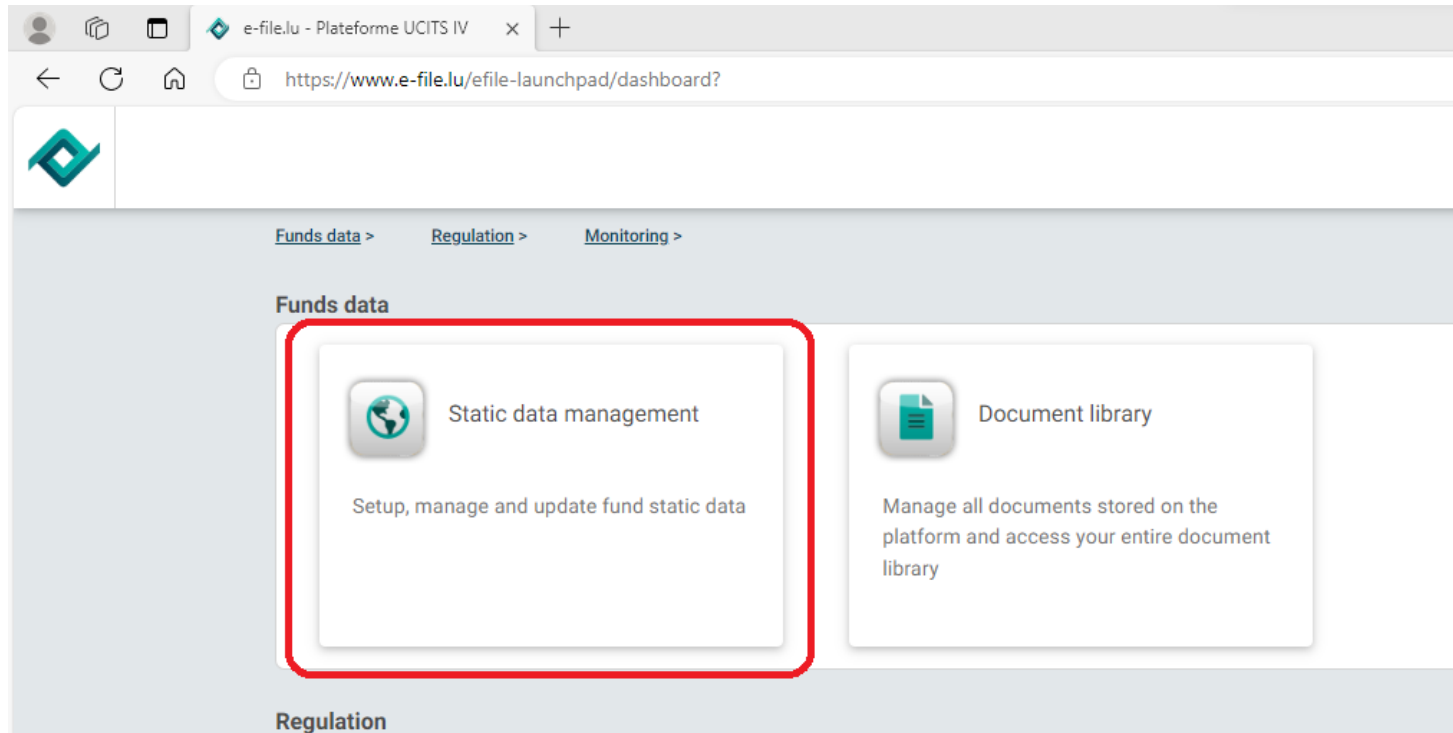 e-file.lu - Plateforme UCITS IV
https://www.e-file.lu/efile-launchpad/dashboard?
Funds data > Regulation > Monitoring >
Funds data
Static data management
Setup, manage and update fund static data
Document library
Manage all documents stored on the
platform and access your entire document
library
Regulation